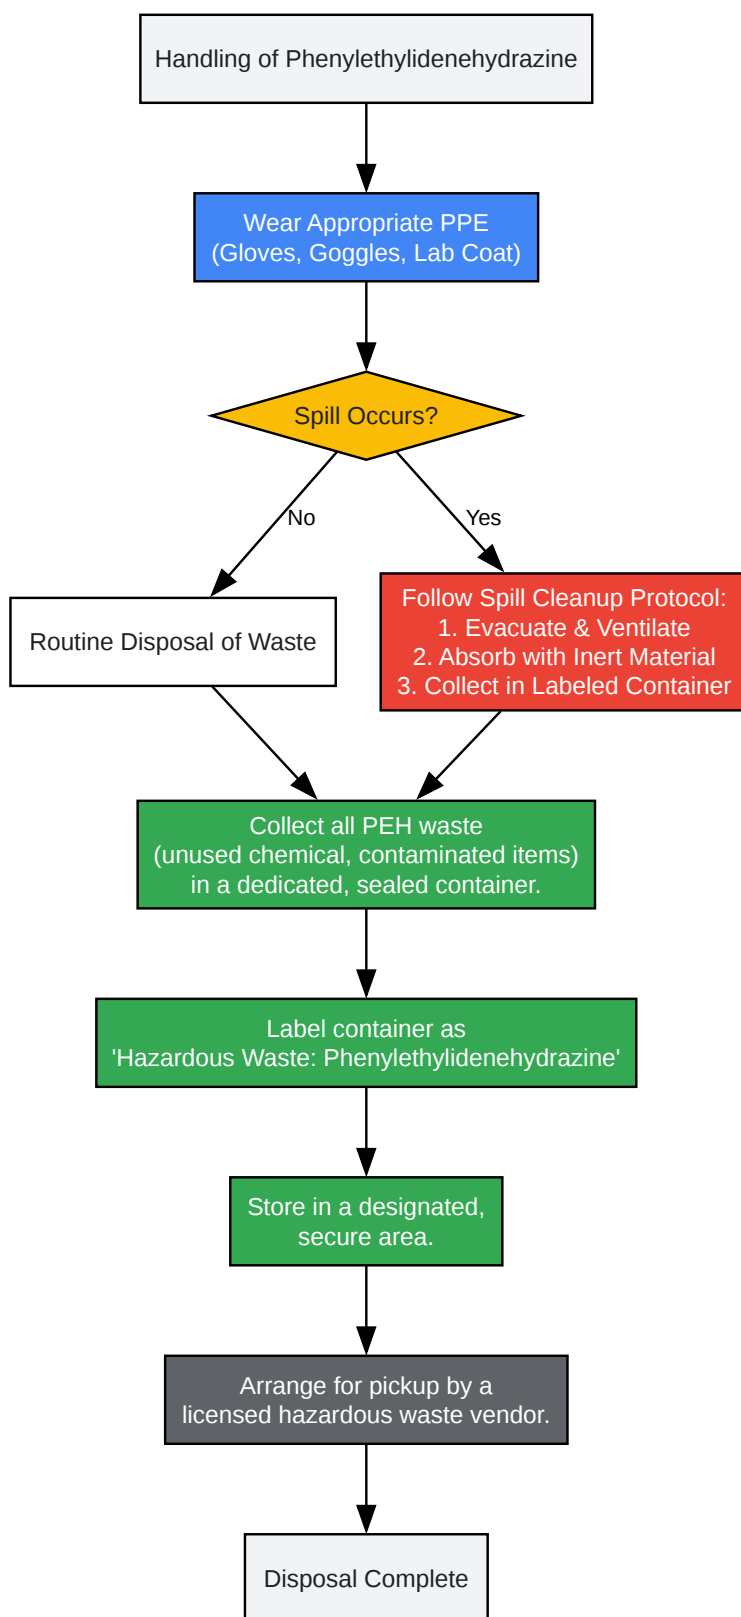 Handling of Phenylethylidenehydrazine
Wear Appropriate PPE
(Gloves, Goggles, Lab Coat)
Spill Occurs?
No
Yes
Routine Disposal of Waste
Follow Spill Cleanup Protocol:
1. Evacuate & Ventilate
2. Absorb with Inert Material
3. Collect in Labeled Container
Collect all PEH waste
(unused chemical, contaminated items)
in a dedicated, sealed container.
Label container as
'Hazardous Waste: Phenylethylidenehydrazine'
Store in a designated,
secure area.
Arrange for pickup by a
licensed hazardous waste vendor.
Disposal Complete